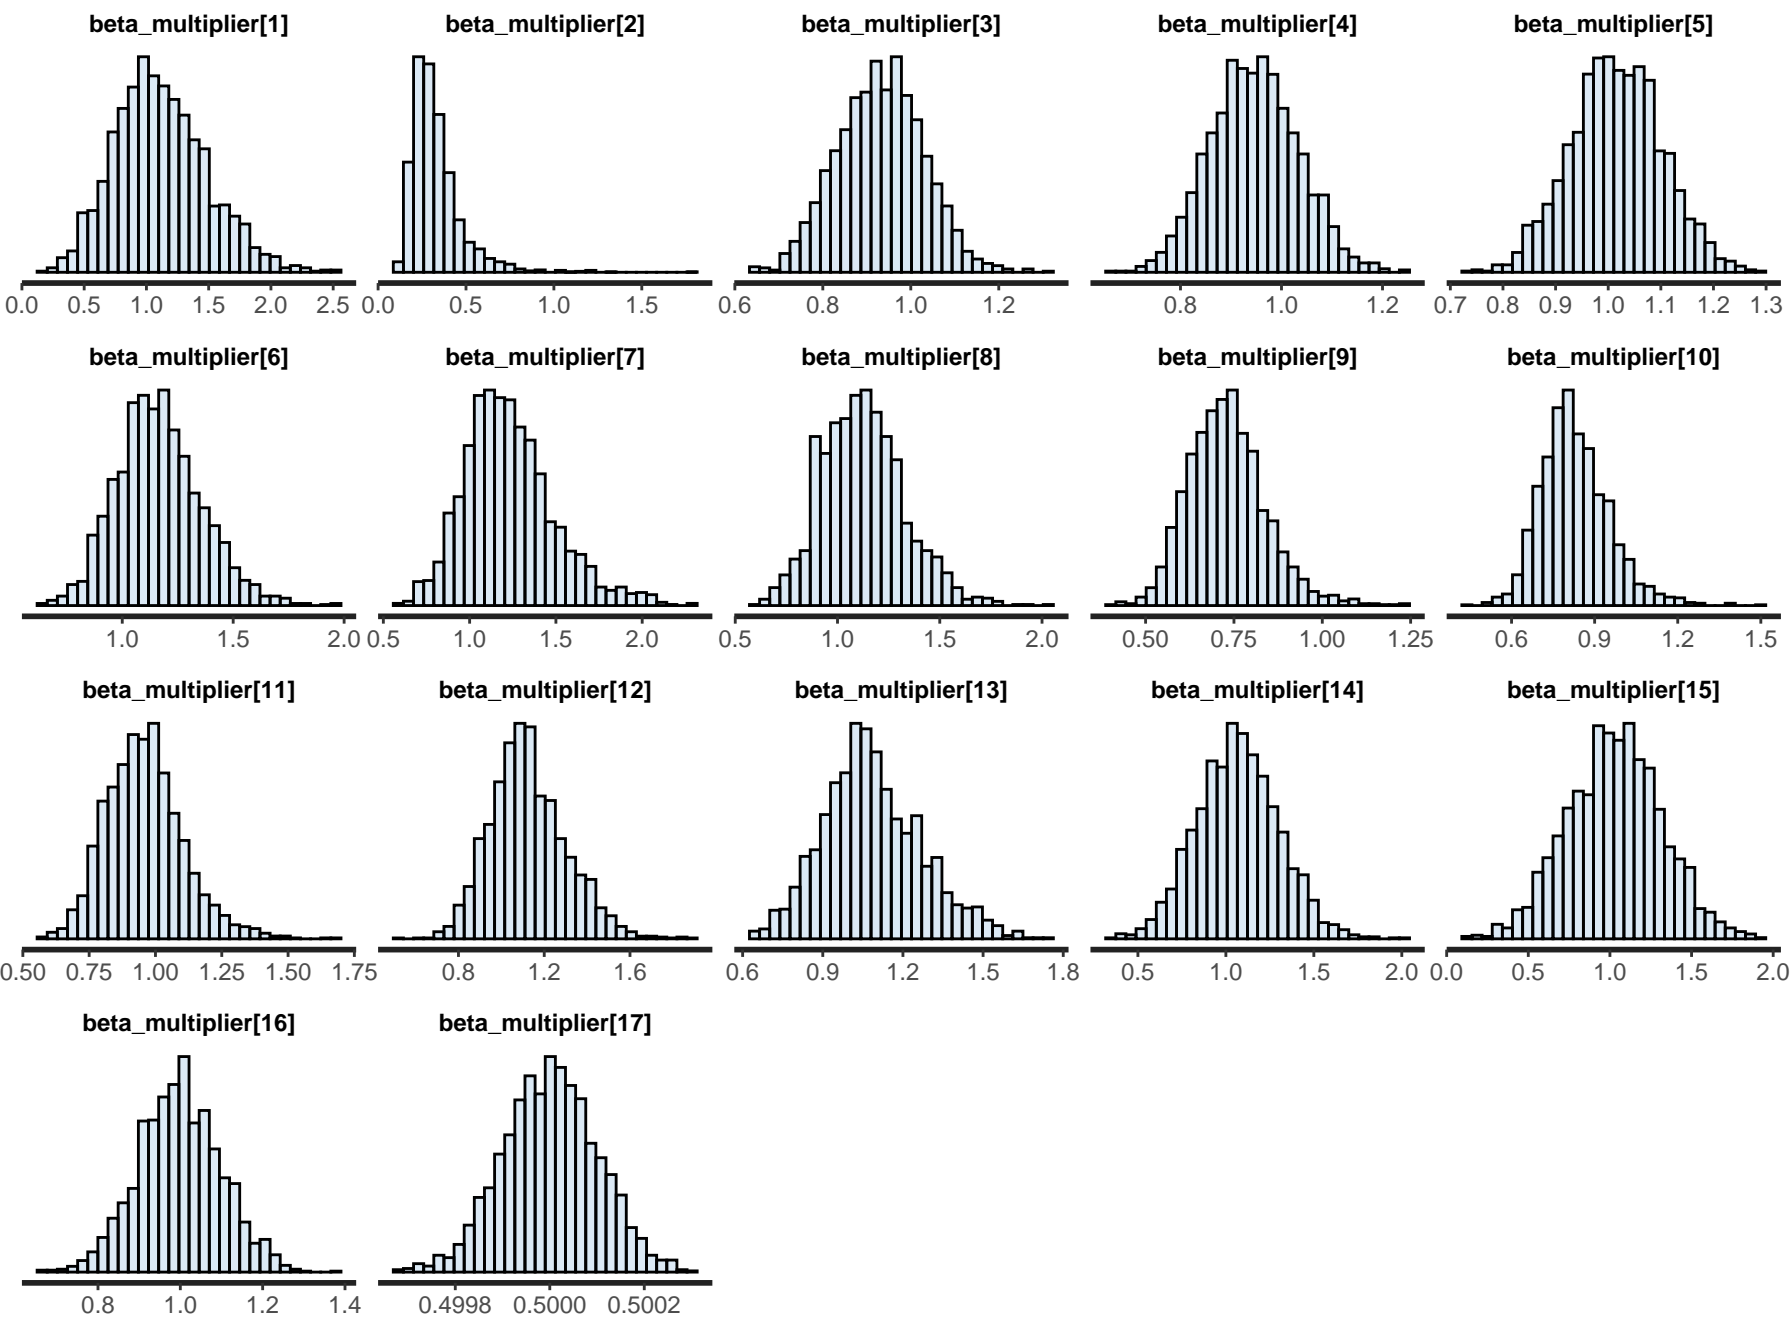 beta_multiplier[1] beta_multiplier[2] beta_multiplier[3] beta_multiplier[4] beta_multiplier[5]
0.0 0.5 1.0 1.5 2.0 2.5 0.0 0.5 1.0 1.5 0.6 0.8 1.0 1.2 0.8 1.0 1.2 0.7 0.8 0.9 1.0 1.1 1.2 1.3
beta_multiplier[6] beta_multiplier[7] beta_multiplier[8] beta_multiplier[9] beta_multiplier[10]
1.0 1.5 2.0 0.5 1.0 1.5 2.0 0.5 1.0 1.5 2.0 0.50 0.75 1.00 1.25 0.6 0.9 1.2 1.5
beta_multiplier[11] beta_multiplier[12] beta_multiplier[13] beta_multiplier[14] beta_multiplier[15]
0.50 0.75 1.00 1.25 1.50 1.75 0.8 1.2 1.6 0.6 0.9 1.2 1.5 1.8 0.5 1.0 1.5 2.0 0.0 0.5 1.0 1.5 2.0
beta_multiplier[16] beta_multiplier[17]
0.8 1.0 1.2 1.4 0.4998 0.5000 0.5002